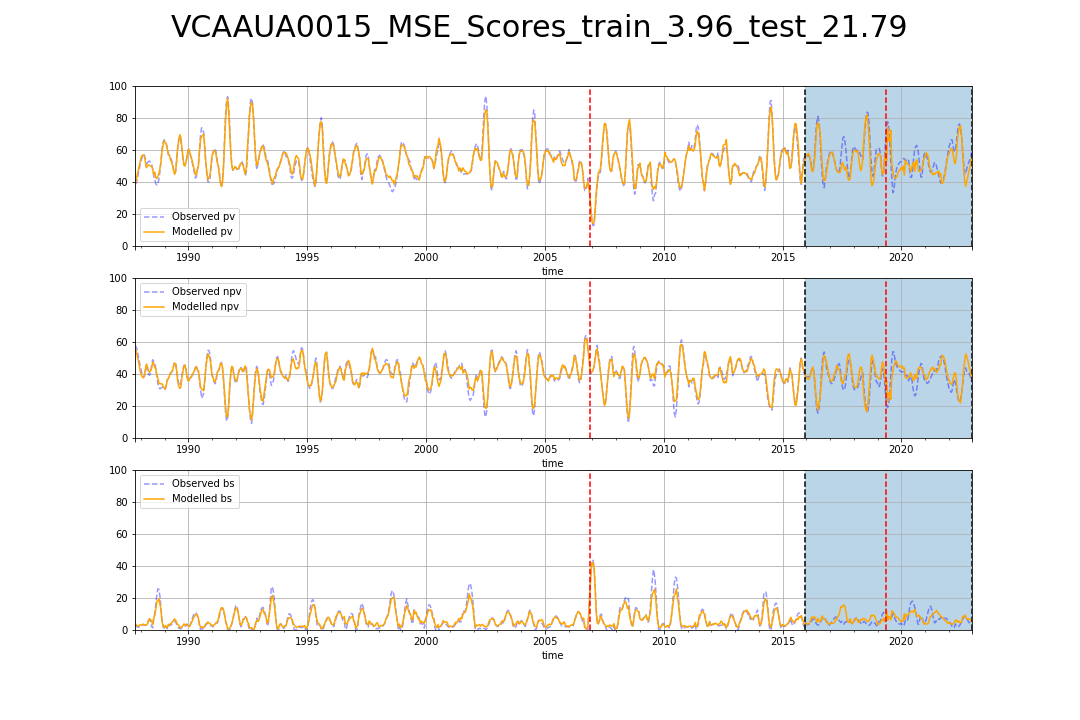 VCAAUA0015_MSE_Scores_train_3.96_test_21.79
100
80
60
40
20
0
Observed pv
Modelled pv
1990 1995 2000 2005 2010 2015 2020
time
100
80
60
40
20
0
Observed npv
Modelled npv
1990 1995 2000 2005 2010 2015 2020
time
100
80
60
40
20
0
Observed bs
Modelled bs
1990 1995 2000 2005 2010 2015 2020
time